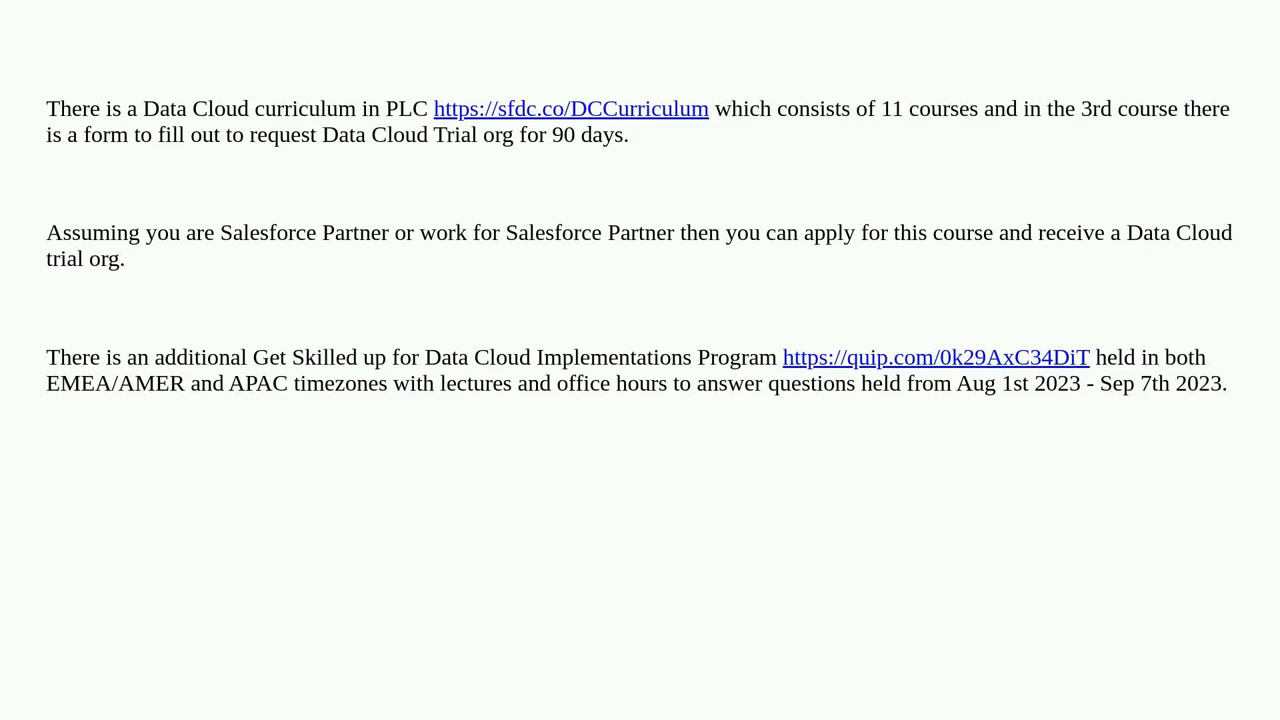 There is a Data Cloud curriculum in PLC https://sfdc.co/DCCurriculum which consists of 11 courses and in the 3rd course there
is a form to fill out to request Data Cloud Trial org for 90 days.
Assuming you are Salesforce Partner or work for Salesforce Partner then you can apply for this course and receive a Data Cloud
trial org.
There is an additional Get Skilled up for Data Cloud Implementations Program https://quip.com/0k29AxC34DiT held in both
EMEA/AMER and APAC timezones with lectures and office hours to answer questions held from Aug 1st 2023 - Sep 7th 2023.